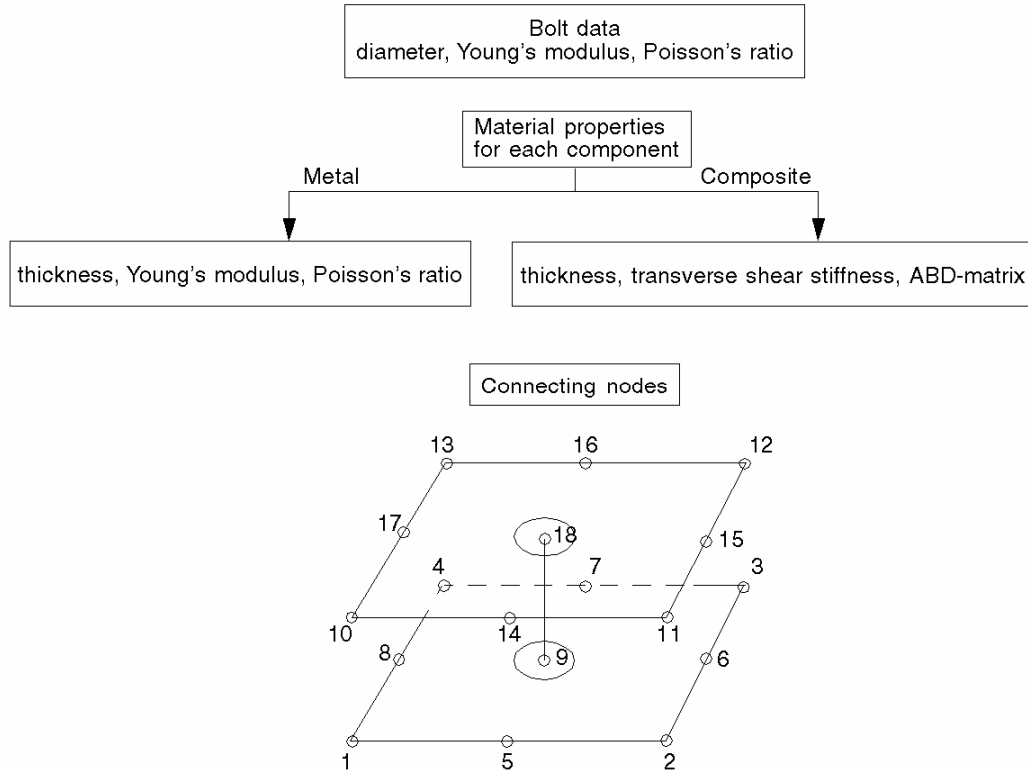 Bolt data
diameter, Young's modulus, Poisson's ratio
Material properties
for each component
Metal
Composite
thickness, Young's modulus, Poisson's ratio
thickness, transverse shear stiffness, ABD-matrix
Connecting nodes
13
16
12
17
18
15
4
7
3
10
14
11
8
9
6
1
5
2